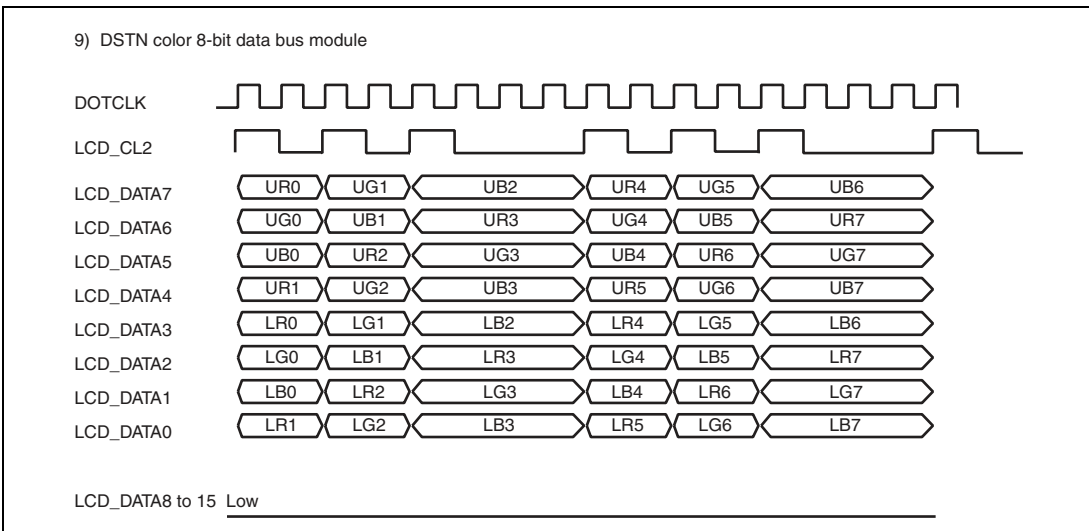 9) DSTN color 8-bit data bus module
DOTCLK
LCD_CL2
LCD_DATA7 UR0 UG1 UB2 UR4 UG5 UB6
LCD_DATA6 UG0 UB1 UR3 UG4 UB5 UR7
LCD_DATA5 UB0 UR2 UG3 UB4 UR6 UG7
LCD_DATA4 UR1 UG2 UB3 UR5 UG6 UB7
LCD_DATA3 LR0 LG1 LB2 LR4 LG5 LB6
LCD_DATA2 LG0 LB1 LR3 LG4 LB5 LR7
LCD_DATA1 LB0 LR2 LG3 LB4 LR6 LG7
LCD_DATA0 LR1 LG2 LB3 LR5 LG6 LB7
LCD_DATA8 to 15 Low